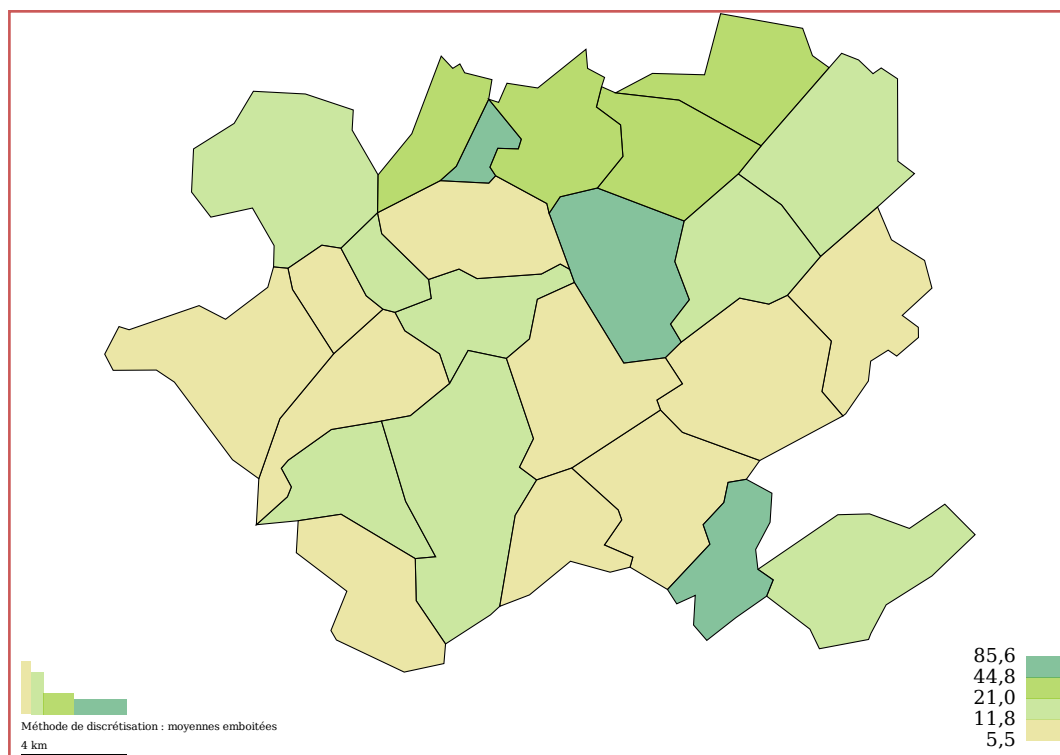 85,6
44,8
21,0
11,8
5,5
Méthode de discrétisation : moyennes emboitées
4 km